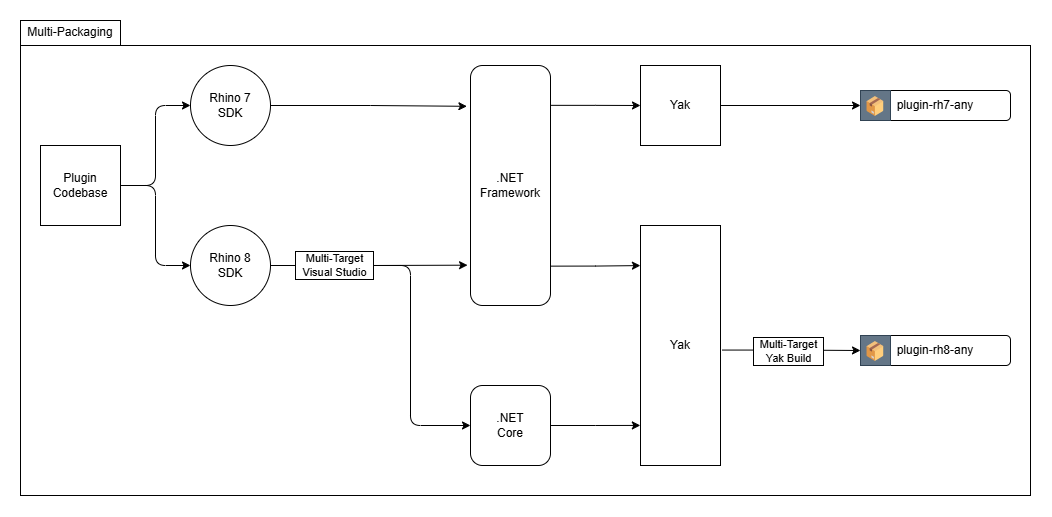 Multi-Packaging
Plugin
Codebase
Rhino 7
SDK
Rhino 8
SDK
Multi-Target
Visual Studio
.NET
Framework
.NET
Core
Yak
Yak
Multi-Target
Yak Build
plugin-rh7-any
plugin-rh8-any